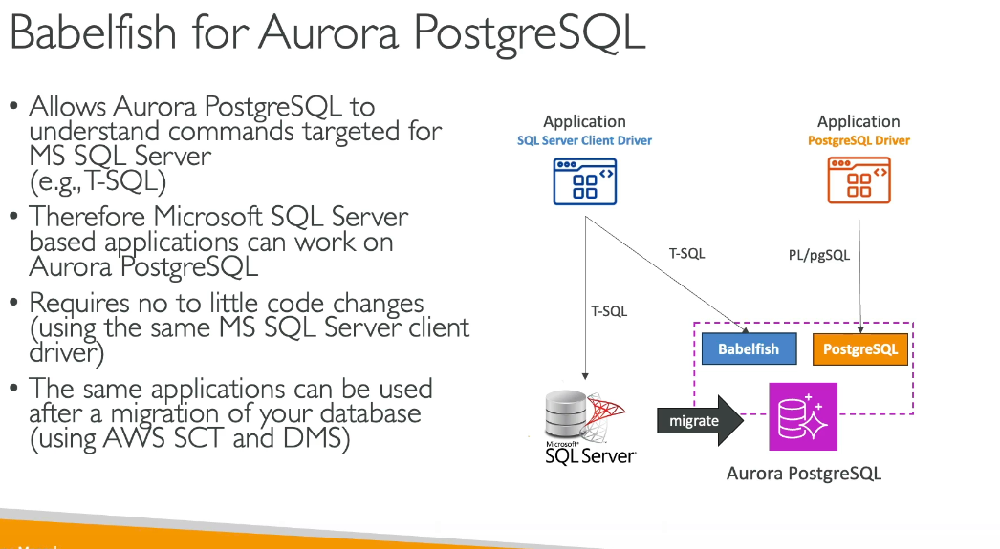 Babelfish for Aurora PostgreSQL
• Allows Aurora PostgreSQL to
understand commands targeted for
MS SQL Server
(e.g., T-SQL)
• Therefore Microsoft SQL Server
based applications can work on
Aurora PostgreSQL
• Requires no to little code changes
(using the same MS SQL Server client
driver)
• The same applications can be used
after a migration of your database
(using AWS SCT and DMS)
Application
SQL Server Client Driver
Application
PostgreSQL Driver
T-SQL
PL/pgSQL
T-SQL
Babelfish
PostgreSQL
Microsoft®
SQL Server®
migrate
Aurora PostgreSQL